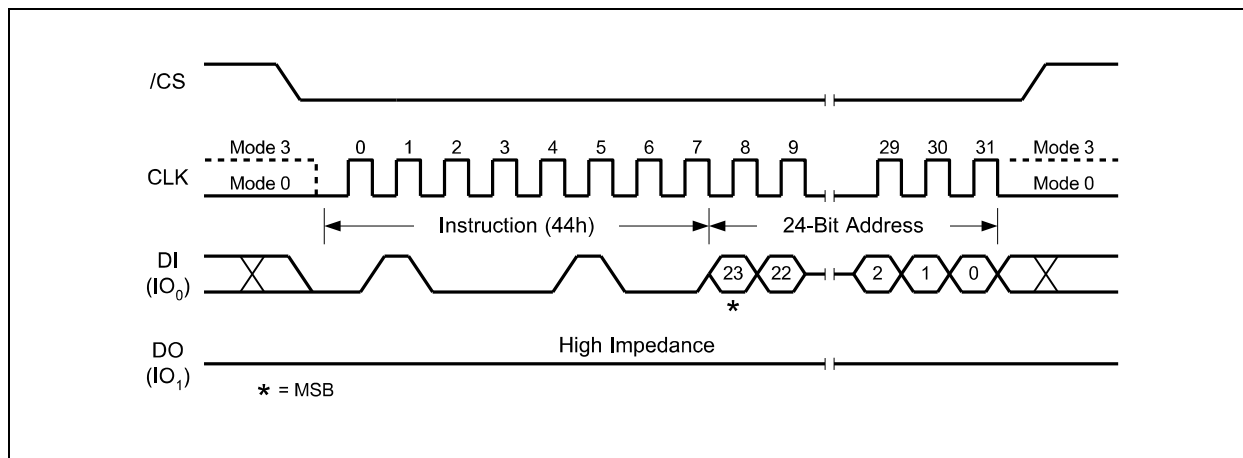 /CS
Mode 3 0 1 2 3 4 5 6 7 8 9 29 30 31 Mode 3
CLK Mode 0 Mode 0
Instruction (44h) 24-Bit Address
DI
(IO₀) 23 22 2 1 0
*
High Impedance
DO
(IO₁)
* = MSB